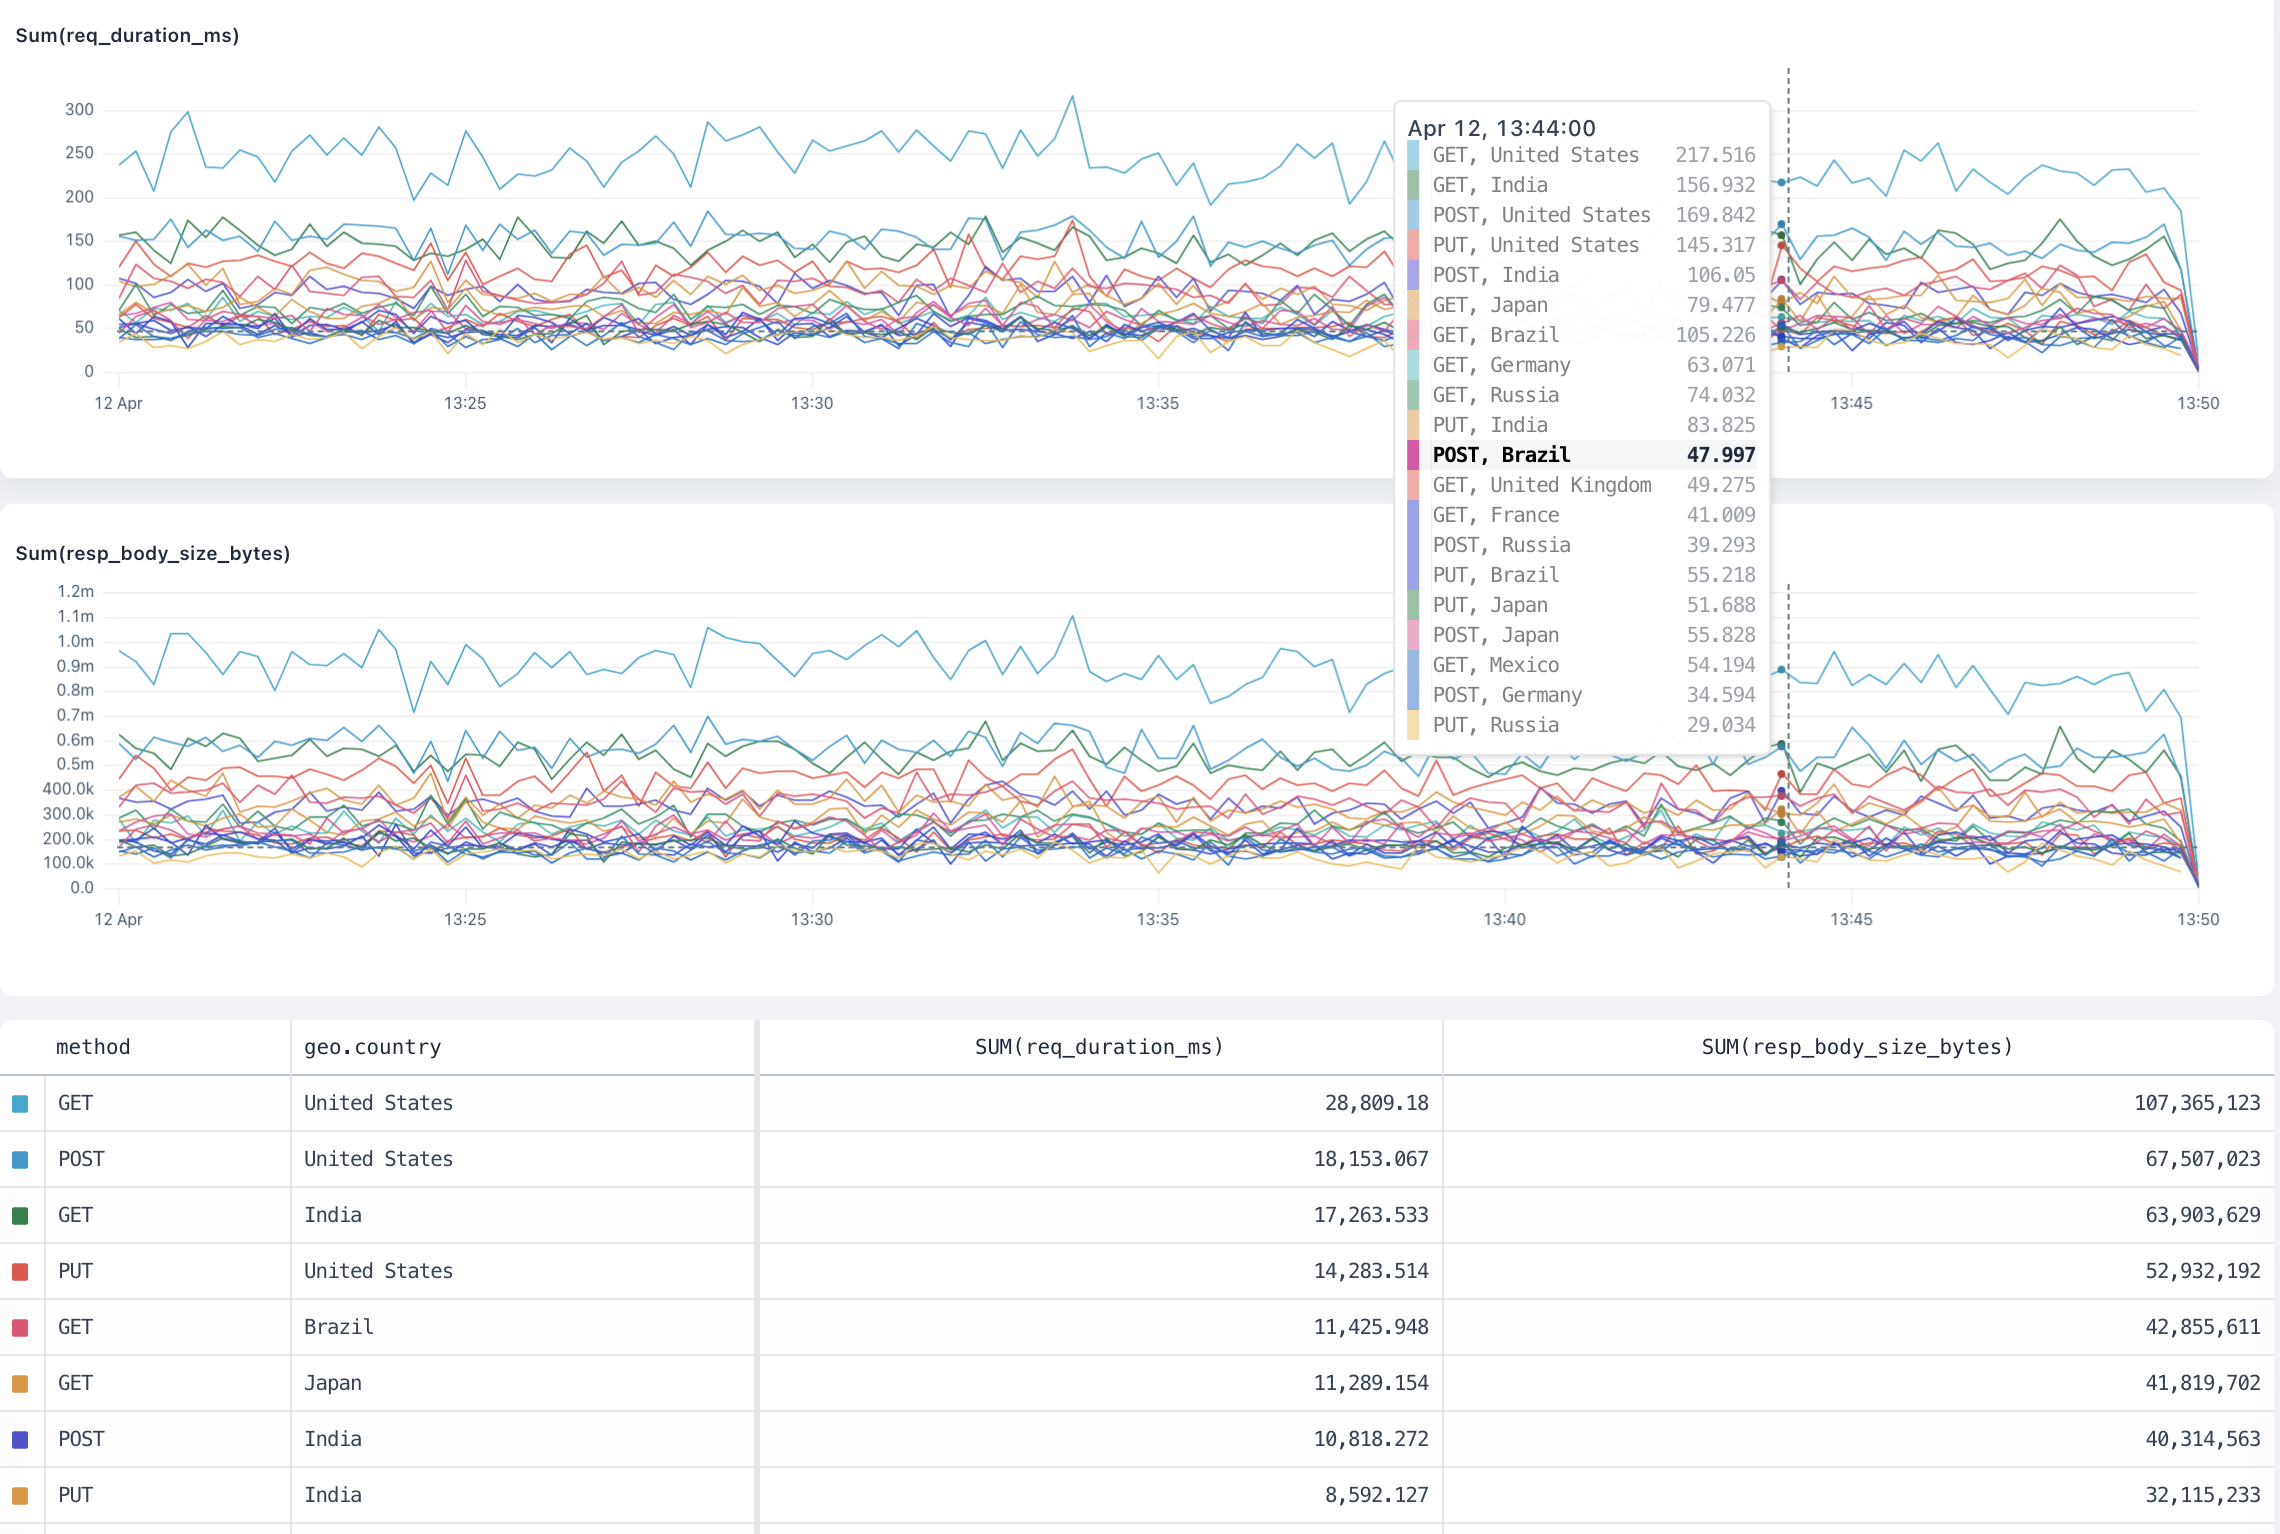 Sum(req_duration_ms)
300
250
200
150
100
50
0
12 Apr
13:25
13:30
13:35
13:45
13:50
Apr 12, 13:44:00
GET, United States 217.516
GET, India 156.932
POST, United States 169.842
PUT, United States 145.317
POST, India 106.05
GET, Japan 79.477
GET, Brazil 105.226
GET, Germany 63.071
GET, Russia 74.032
PUT, India 83.825
POST, Brazil 47.997
GET, United Kingdom 49.275
GET, France 41.009
POST, Russia 39.293
PUT, Brazil 55.218
PUT, Japan 51.688
POST, Japan 55.828
GET, Mexico 54.194
POST, Germany 34.594
PUT, Russia 29.034
Sum(resp_body_size_bytes)
1.2m
1.1m
1.0m
0.9m
0.8m
0.7m
0.6m
0.5m
400.0k
300.0k
200.0k
100.0k
0.0
12 Apr
13:25
13:30
13:35
13:40
13:45
13:50
method geo.country SUM(req_duration_ms) SUM(resp_body_size_bytes)
GET United States 28,809.18 107,365,123
POST United States 18,153.067 67,507,023
GET India 17,263.533 63,903,629
PUT United States 14,283.514 52,932,192
GET Brazil 11,425.948 42,855,611
GET Japan 11,289.154 41,819,702
POST India 10,818.272 40,314,563
PUT India 8,592.127 32,115,233